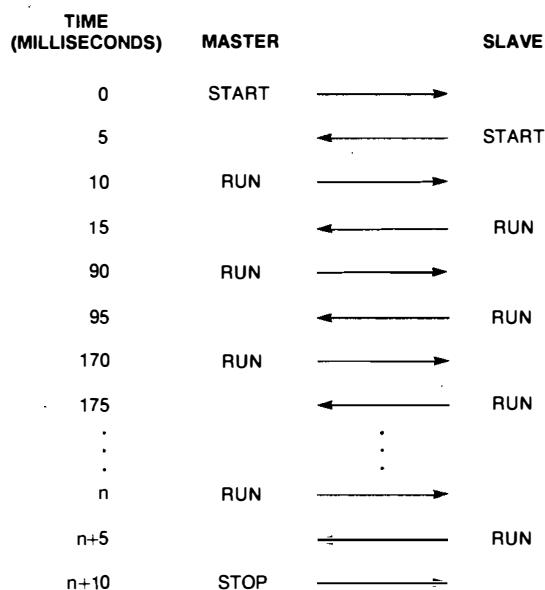 TIME
(MILLISECONDS) MASTER SLAVE
0 START
5 START
10 RUN
15 RUN
90 RUN
95 RUN
170 RUN
175 RUN
n RUN
n+5 RUN
n+10 STOP